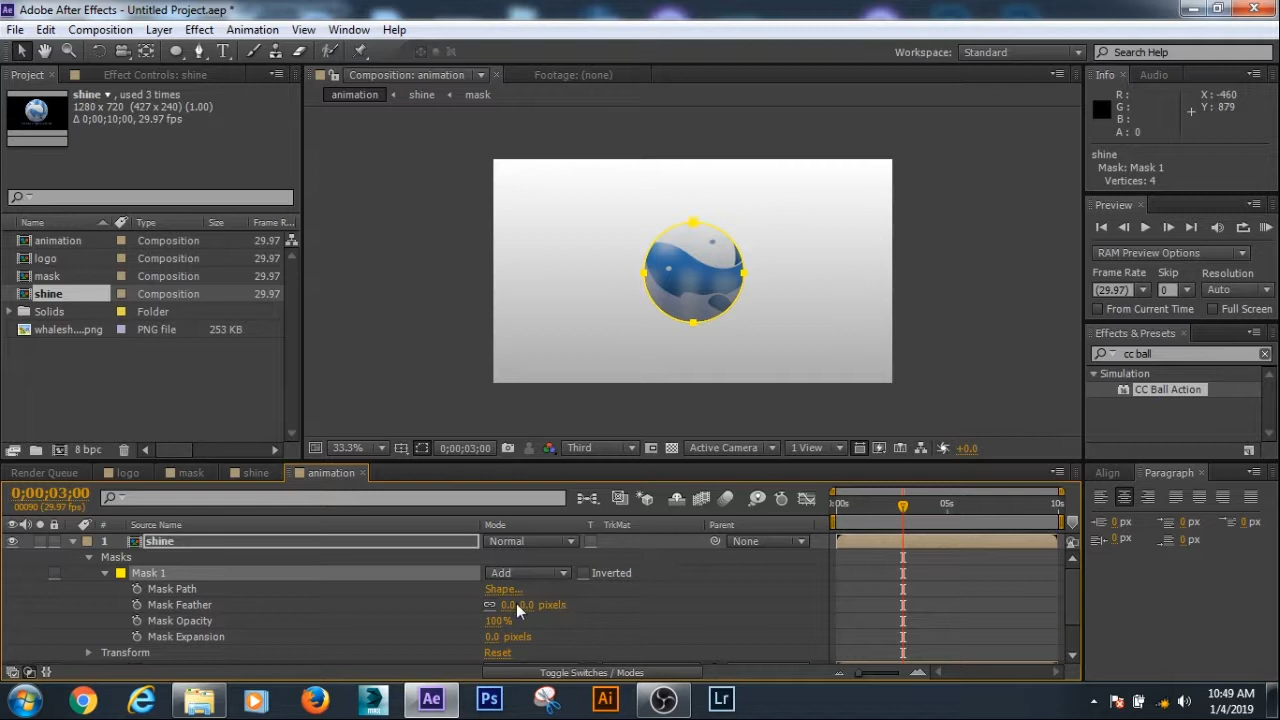 Ae Adobe After Effects - Untitled Project.aep *
File Edit Composition Layer Effect Animation View Window Help
Workspace: Standard Search Help
Project Effect Controls: shine Composition: animation Footage: (none) Info Audio
shine ▾ , used 3 times
1280 x 720 (427 x 240) (1.00)
Δ 0;00;10;00, 29.97 fps
animation shine mask
R : X : -460
G : Y : 879
B :
A : 0
shine
Mask: Mask 1
Vertices: 4
Preview
RAM Preview Options
Frame Rate Skip Resolution
(29.97) 0 Auto
From Current Time Full Screen
Effects & Presets
cc ball
Simulation
CC Ball Action
Name Type Size Frame R...
animation Composition 29.97
logo Composition 29.97
mask Composition 29.97
shine Composition 29.97
Solids Folder
whalesh....png PNG file 253 KB
8 bpc
33.3% 0;00;03;00 Third Active Camera 1 View +0.0
Render Queue logo mask shine animation
Align Paragraph
0;00;03;00
00090 (29.97 fps)
0:00s 05s 10s
0 px 0 px 0 px
0 px 0 px
# Source Name Mode T TrkMat Parent
1 shine Normal None
Masks
Mask 1 Add Inverted
Mask Path Shape...
Mask Feather 0.0, 0.0 pixels
Mask Opacity 100%
Mask Expansion 0.0 pixels
Transform Reset
Toggle Switches / Modes
Ae Ps Ai Lr
10:49 AM
1/4/2019